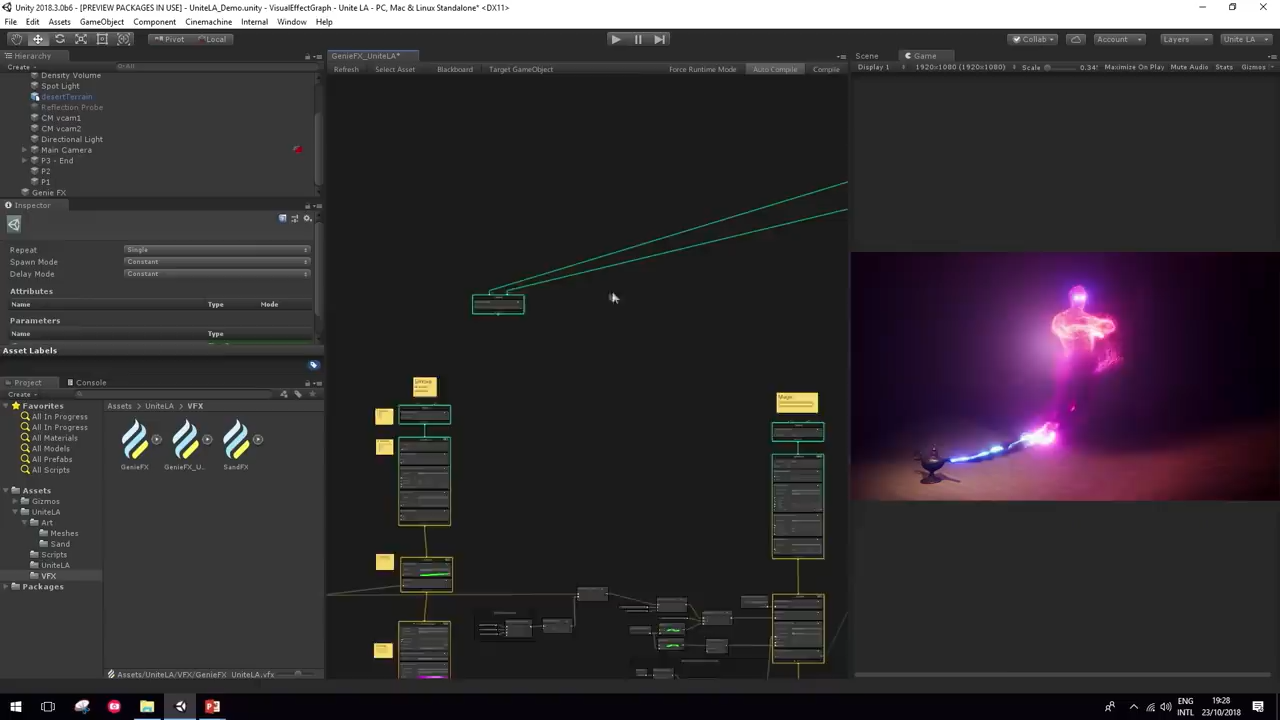 Unity 2018.3.0b6 - [PREVIEW PACKAGES IN USE] - UniteLA_Demo.unity - VisualEffectGraph - Unite LA - PC, Mac & Linux Standalone* <DX11>
File Edit Assets GameObject Component Cinemachine Internal Window Help
Pivot Local Collab Account Layers Unite LA
Hierarchy GenieFX_UniteLA* Scene Game
Create All Refresh Select Asset Blackboard Target GameObject Force Runtime Mode Auto Compile Compile Display 1 1920x1080 (1920x1080) Scale 0.34 Maximize On Play Mute Audio Stats Gizmos
Density Volume
Spot Light
desertTerrain
Reflection Probe
CM vcam1
CM vcam2
Directional Light
Main Camera
P3 - End
P2
P1
Genie FX
Inspector
Repeat Single
Spawn Mode Constant
Delay Mode Constant
Attributes
Name Type Mode
Parameters
Name Type
Asset Labels
Project Console
Create
Favorites
All In Progress
All In Progress
All Materials
All Models
All Prefabs
All Scripts
Assets
Gizmos
UniteLA
Art
Meshes
Sand
Scripts
UniteLA
VFX
Packages
Assets UniteLA VFX
GenieFX GenieFX_U... SandFX
Assets/UniteLA/VFX/GenieFX_UniteLA.vfx
ENG
INTL
19:28
23/10/2018